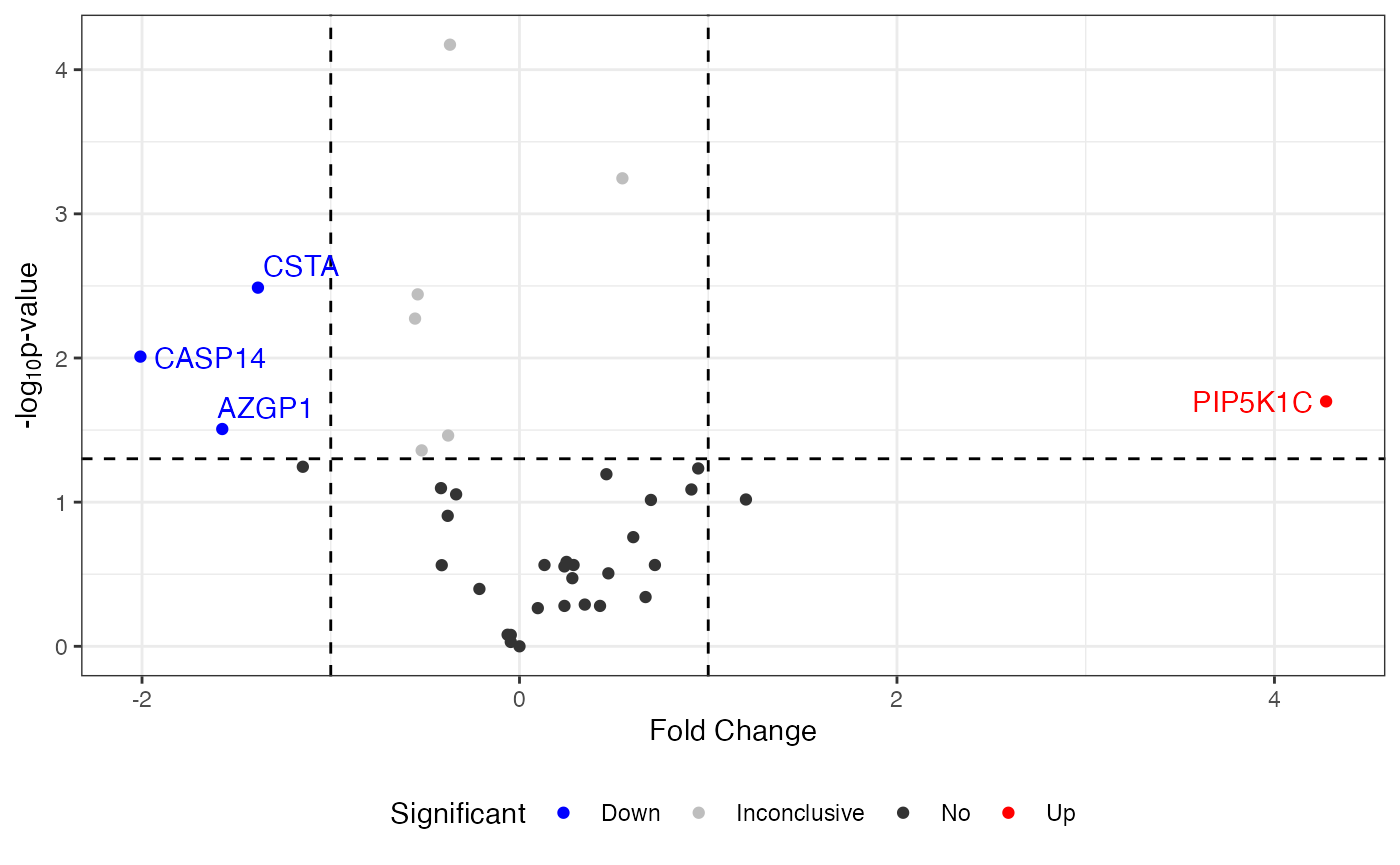 4
3
CSTA
2
CASP14
PIP5K1C
AZGP1
1
0
-log10p-value
-2 0 2 4
Fold Change
Significant Down Inconclusive No Up